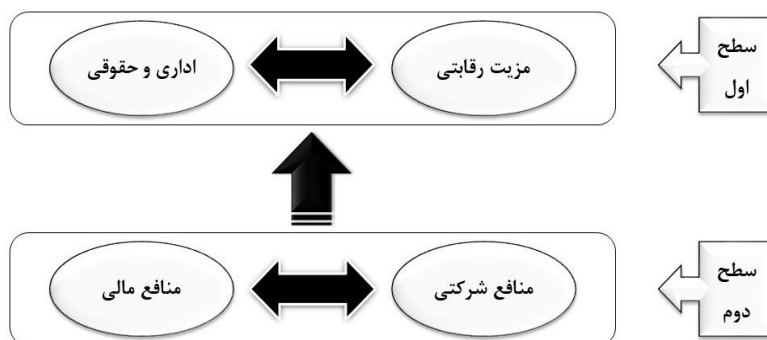 سطح
اول
مزیت رقابتی
اداری و حقوقی
سطح
دوم
منافع شرکتی
منافع مالی